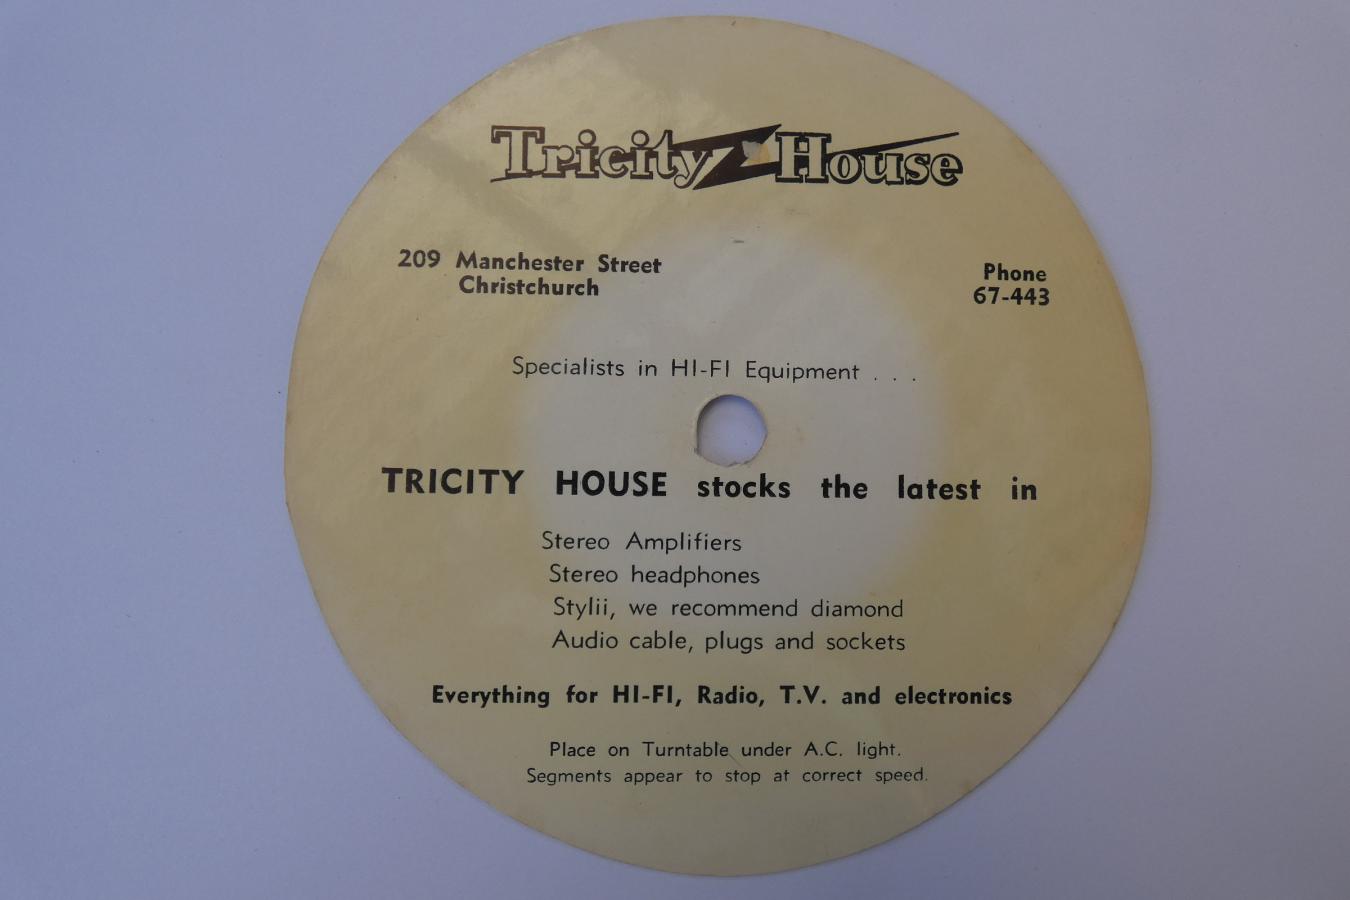 Tricity House
209 Manchester Street
Christchurch
Phone
67-443
Specialists in HI-FI Equipment . . .
TRICITY HOUSE stocks the latest in
Stereo Amplifiers
Stereo headphones
Stylii, we recommend diamond
Audio cable, plugs and sockets
Everything for HI-FI, Radio, T.V. and electronics
Place on Turntable under A.C. light.
Segments appear to stop at correct speed.